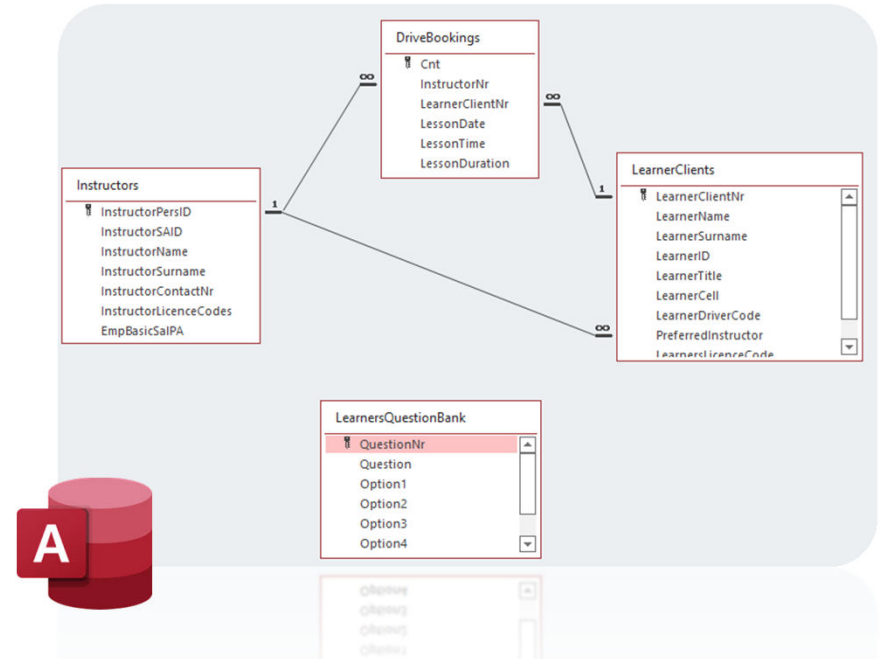 DriveBookings
Cnt
InstructorNr
LearnerClientNr
LessonDate
LessonTime
LessonDuration
∞
∞
Instructors
InstructorPersID
InstructorSAID
InstructorName
InstructorSurname
InstructorContactNr
InstructorLicenceCodes
EmpBasicSalPA
1
1
∞
LearnerClients
LearnerClientNr
LearnerName
LearnerSurname
LearnerID
LearnerTitle
LearnerCell
LearnerDriverCode
PreferredInstructor
LearnersLicenceCode
LearnersQuestionBank
QuestionNr
Question
Option1
Option2
Option3
Option4
A